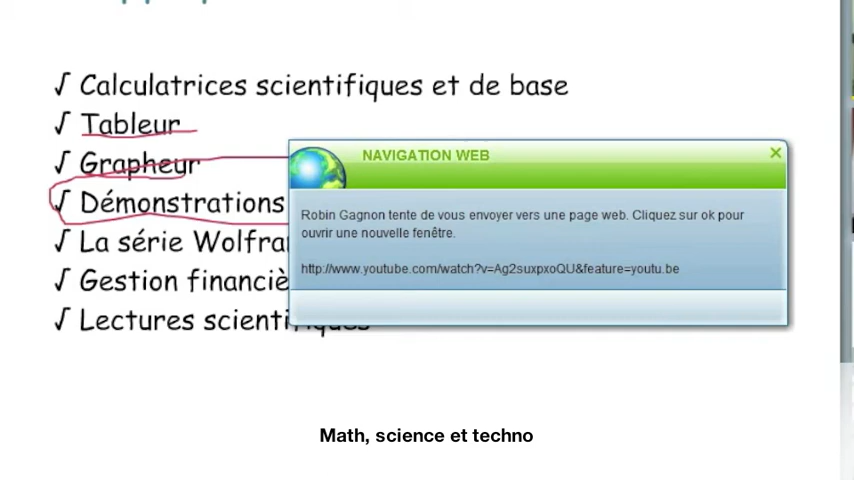 √ Calculatrices scientifiques et de base
√ Tableur
√ Grapheur
√ Démonstrations
√ La série
√ Gestion
√ Lectures
NAVIGATION WEB
Robin Gagnon tente de vous envoyer vers une page web. Cliquez sur ok pour
ouvrir une nouvelle fenêtre.
http://www.youtube.com/watch?v=Ag2suxpxoQU&feature=youtu.be
Math, science et techno